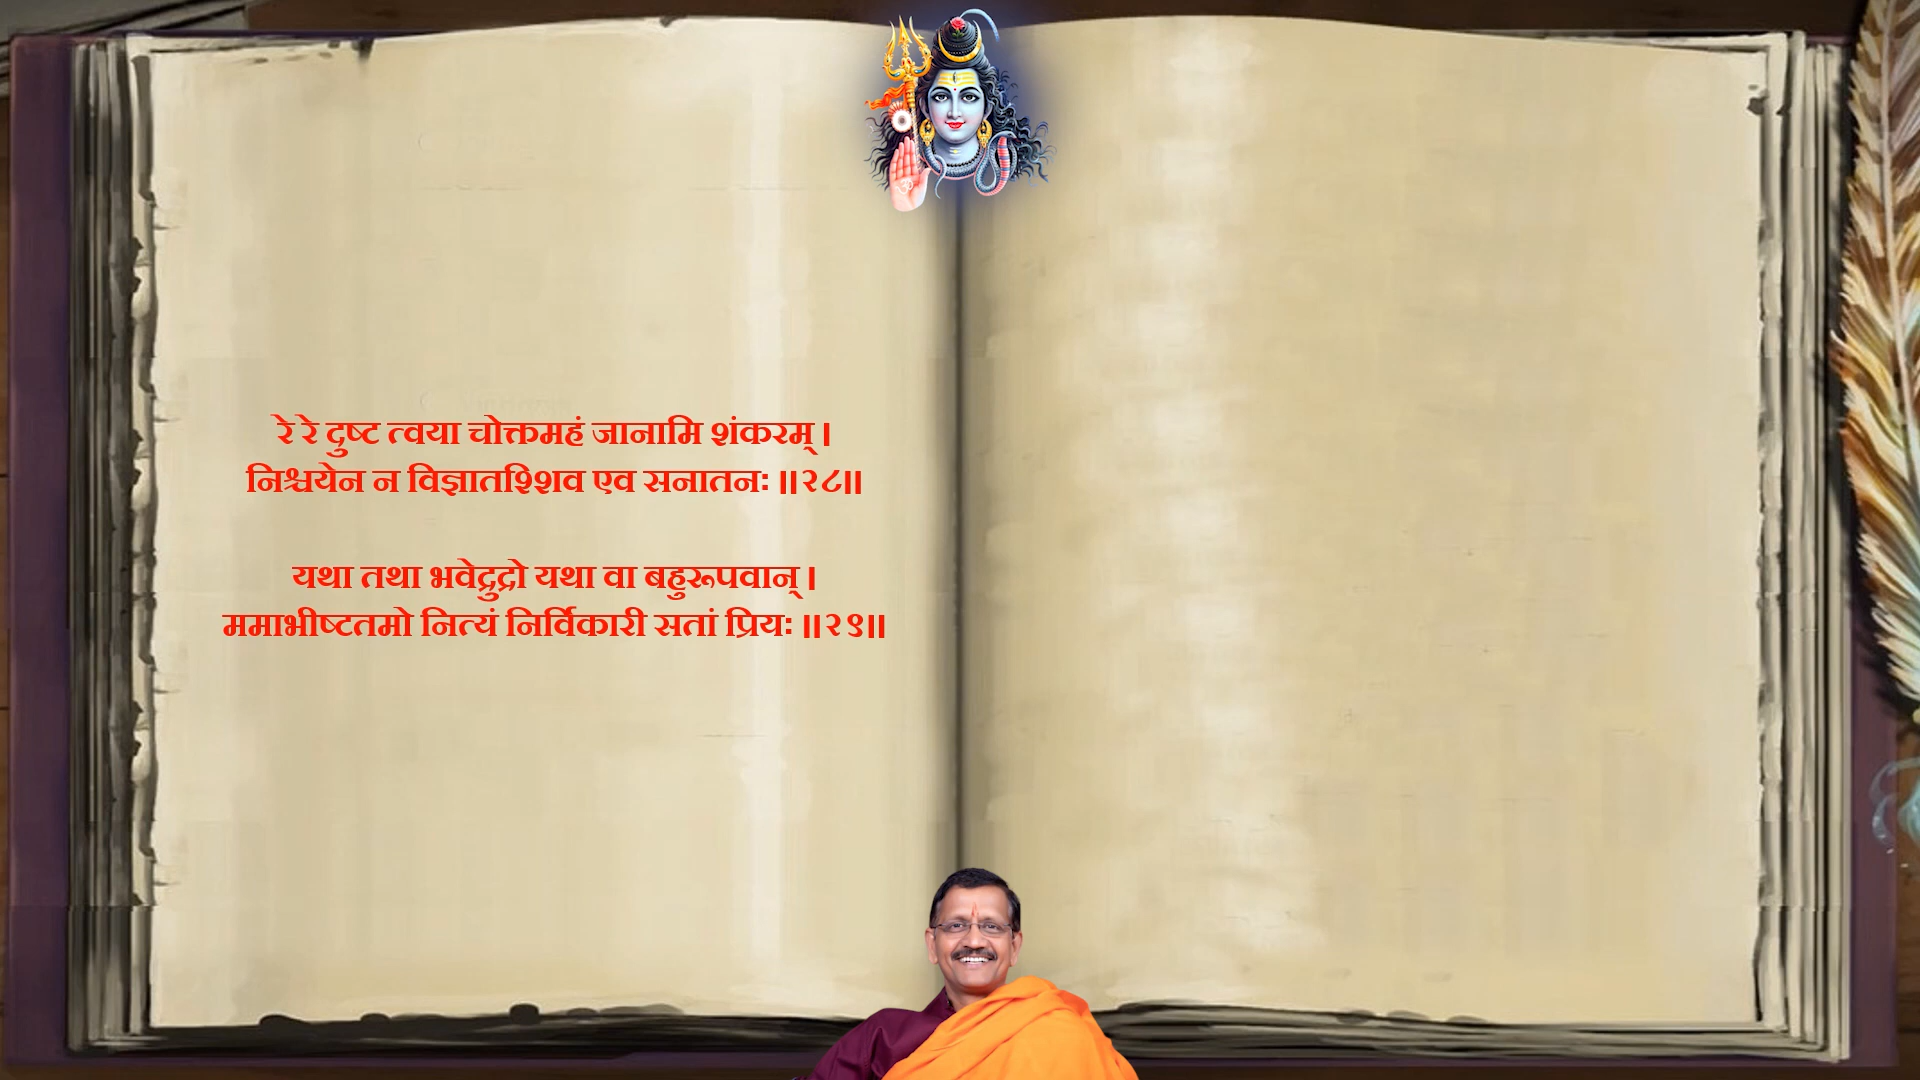 रे रे दुष्ट त्वया चोक्तमहं जानामि शंकरम् ।
निश्चयेन न विज्ञातश्शिव एव सनातनः ॥२८॥
यथा तथा भवेद्रुद्रो यथा वा बहुरूपवान् ।
ममाभीष्टतमो नित्यं निर्विकारी सतां प्रियः ॥२९॥